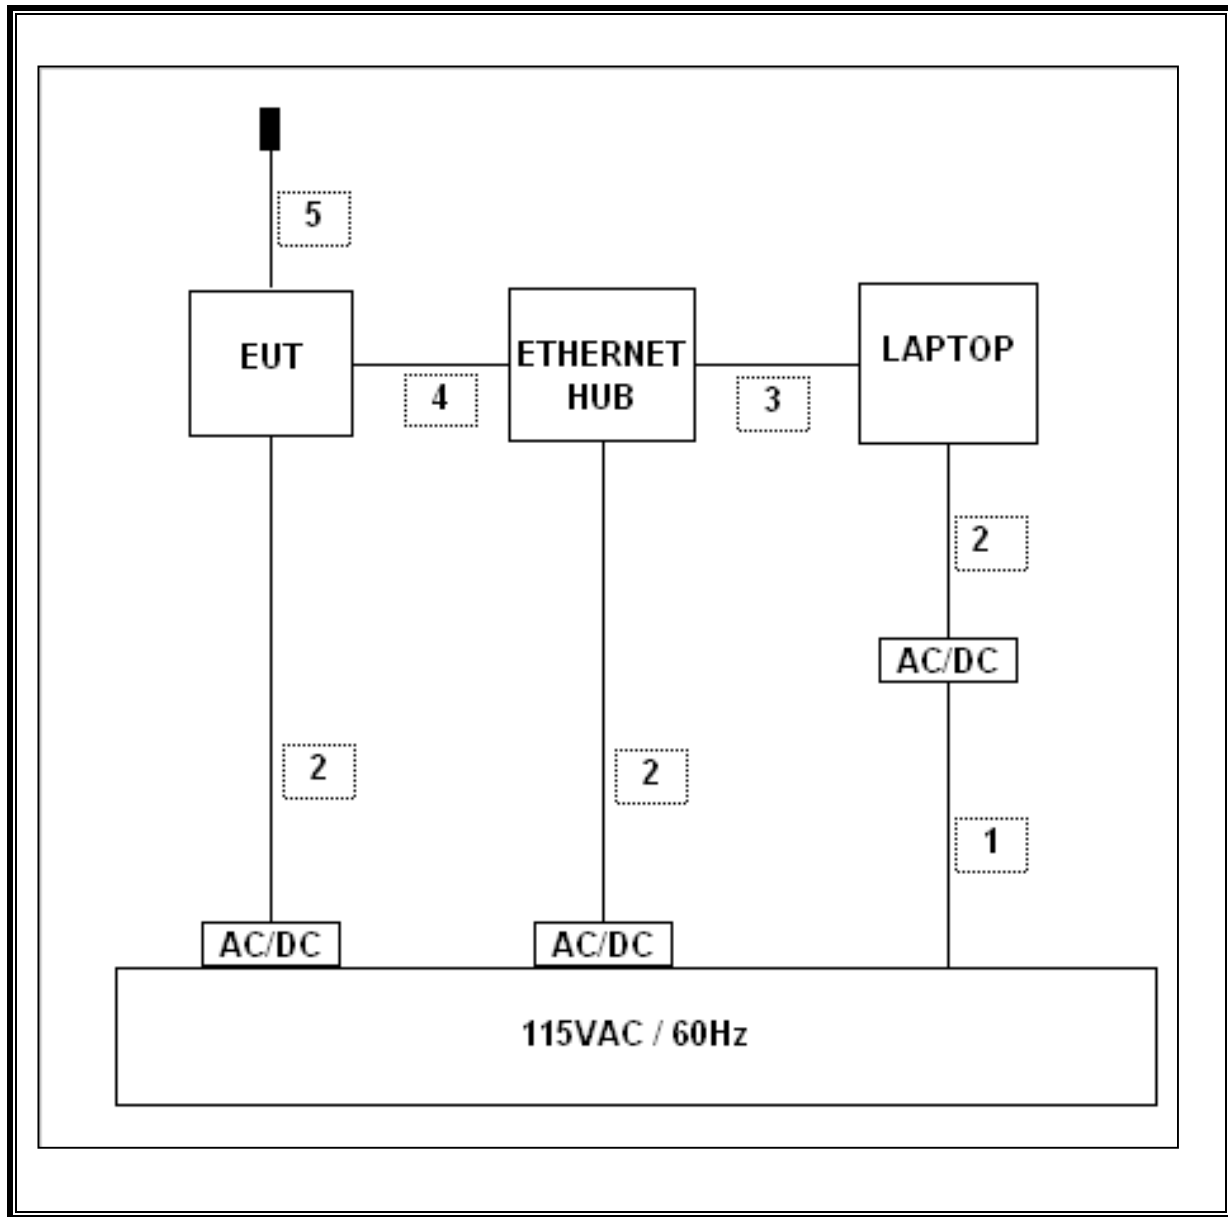 5
EUT
ETHERNET
HUB
LAPTOP
4
3
2
AC/DC
2
2
1
AC/DC
AC/DC
115VAC / 60Hz